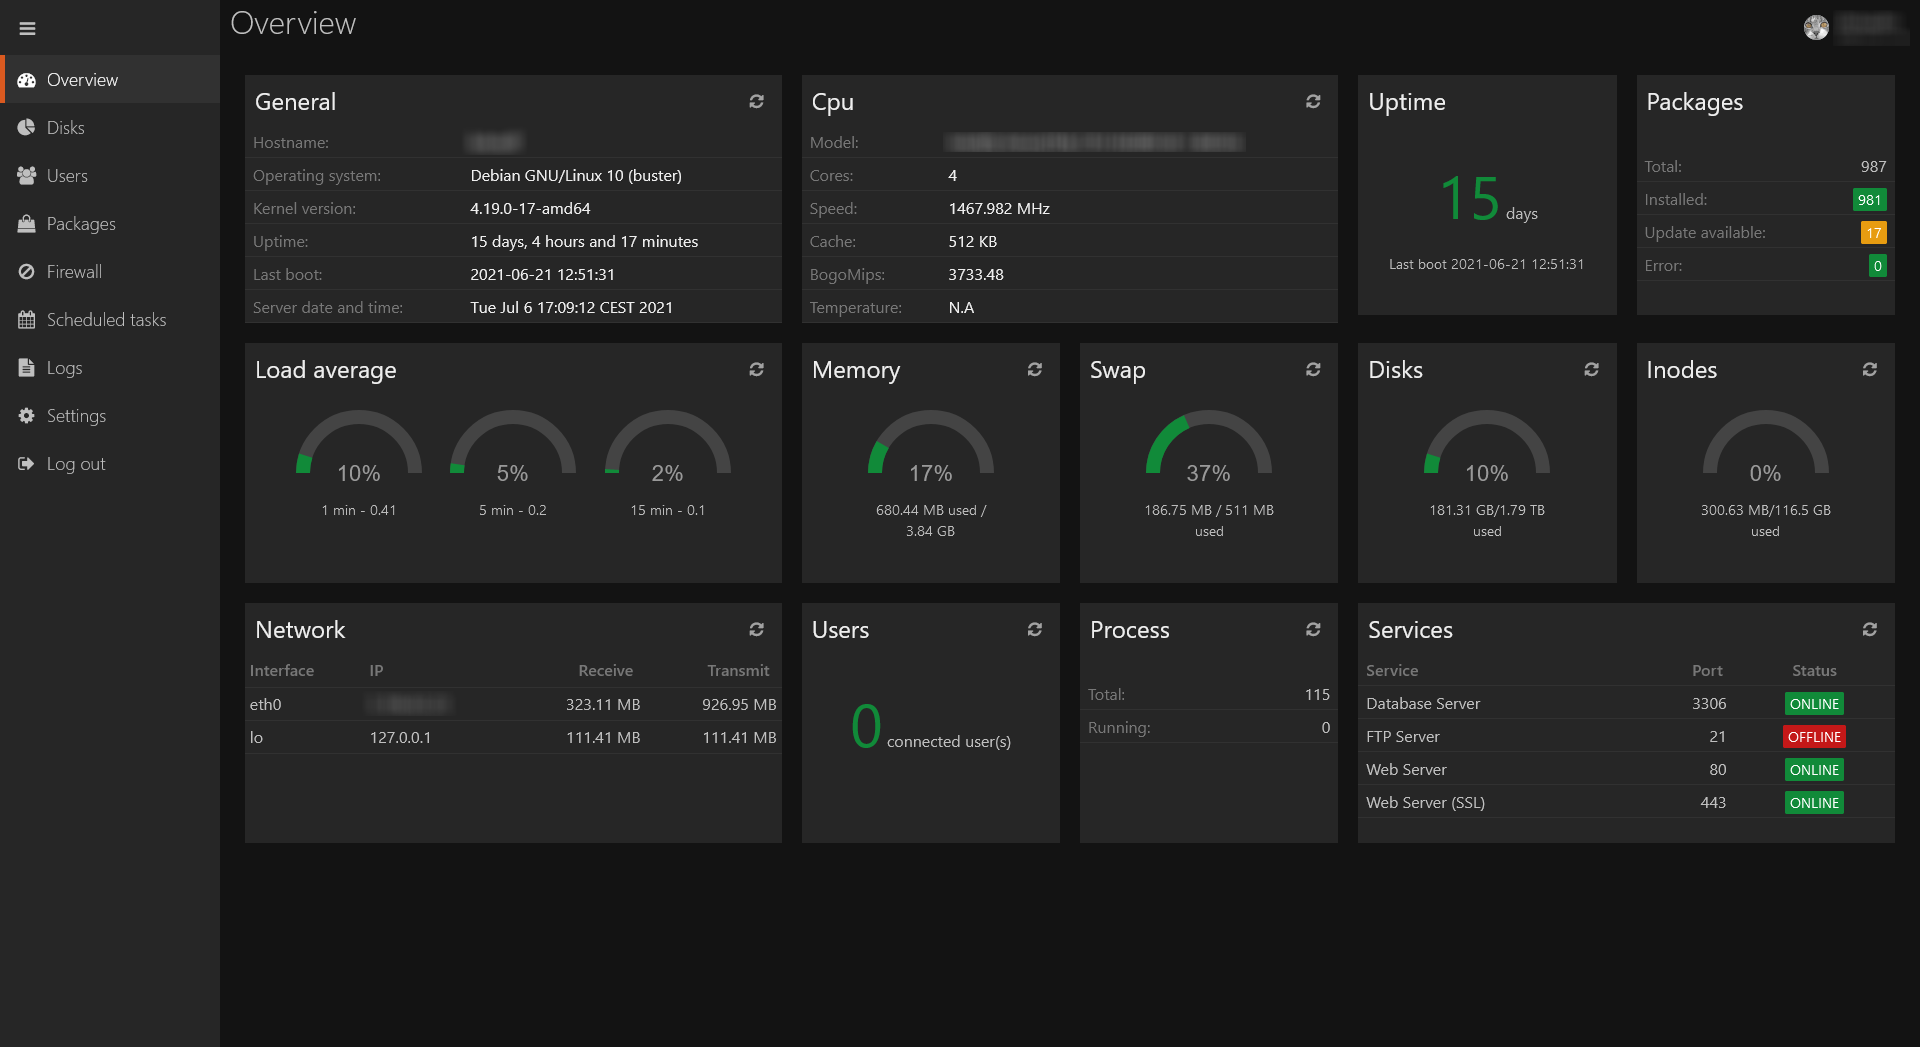 Overview
Overview
Disks
Users
Packages
Firewall
Scheduled tasks
Logs
Settings
Log out
General
Hostname:
Operating system: Debian GNU/Linux 10 (buster)
Kernel version: 4.19.0-17-amd64
Uptime: 15 days, 4 hours and 17 minutes
Last boot: 2021-06-21 12:51:31
Server date and time: Tue Jul 6 17:09:12 CEST 2021
Cpu
Model:
Cores: 4
Speed: 1467.982 MHz
Cache: 512 KB
BogoMips: 3733.48
Temperature: N.A
Uptime
15 days
Last boot 2021-06-21 12:51:31
Packages
Total: 987
Installed: 981
Update available: 17
Error: 0
Load average
10% 5% 2%
1 min - 0.41 5 min - 0.2 15 min - 0.1
Memory
17%
680.44 MB used /
3.84 GB
Swap
37%
186.75 MB / 511 MB
used
Disks
10%
181.31 GB/1.79 TB
used
Inodes
0%
300.63 MB/116.5 GB
used
Network
Interface IP Receive Transmit
eth0 323.11 MB 926.95 MB
lo 127.0.0.1 111.41 MB 111.41 MB
Users
0 connected user(s)
Process
Total: 115
Running: 0
Services
Service Port Status
Database Server 3306 ONLINE
FTP Server 21 OFFLINE
Web Server 80 ONLINE
Web Server (SSL) 443 ONLINE